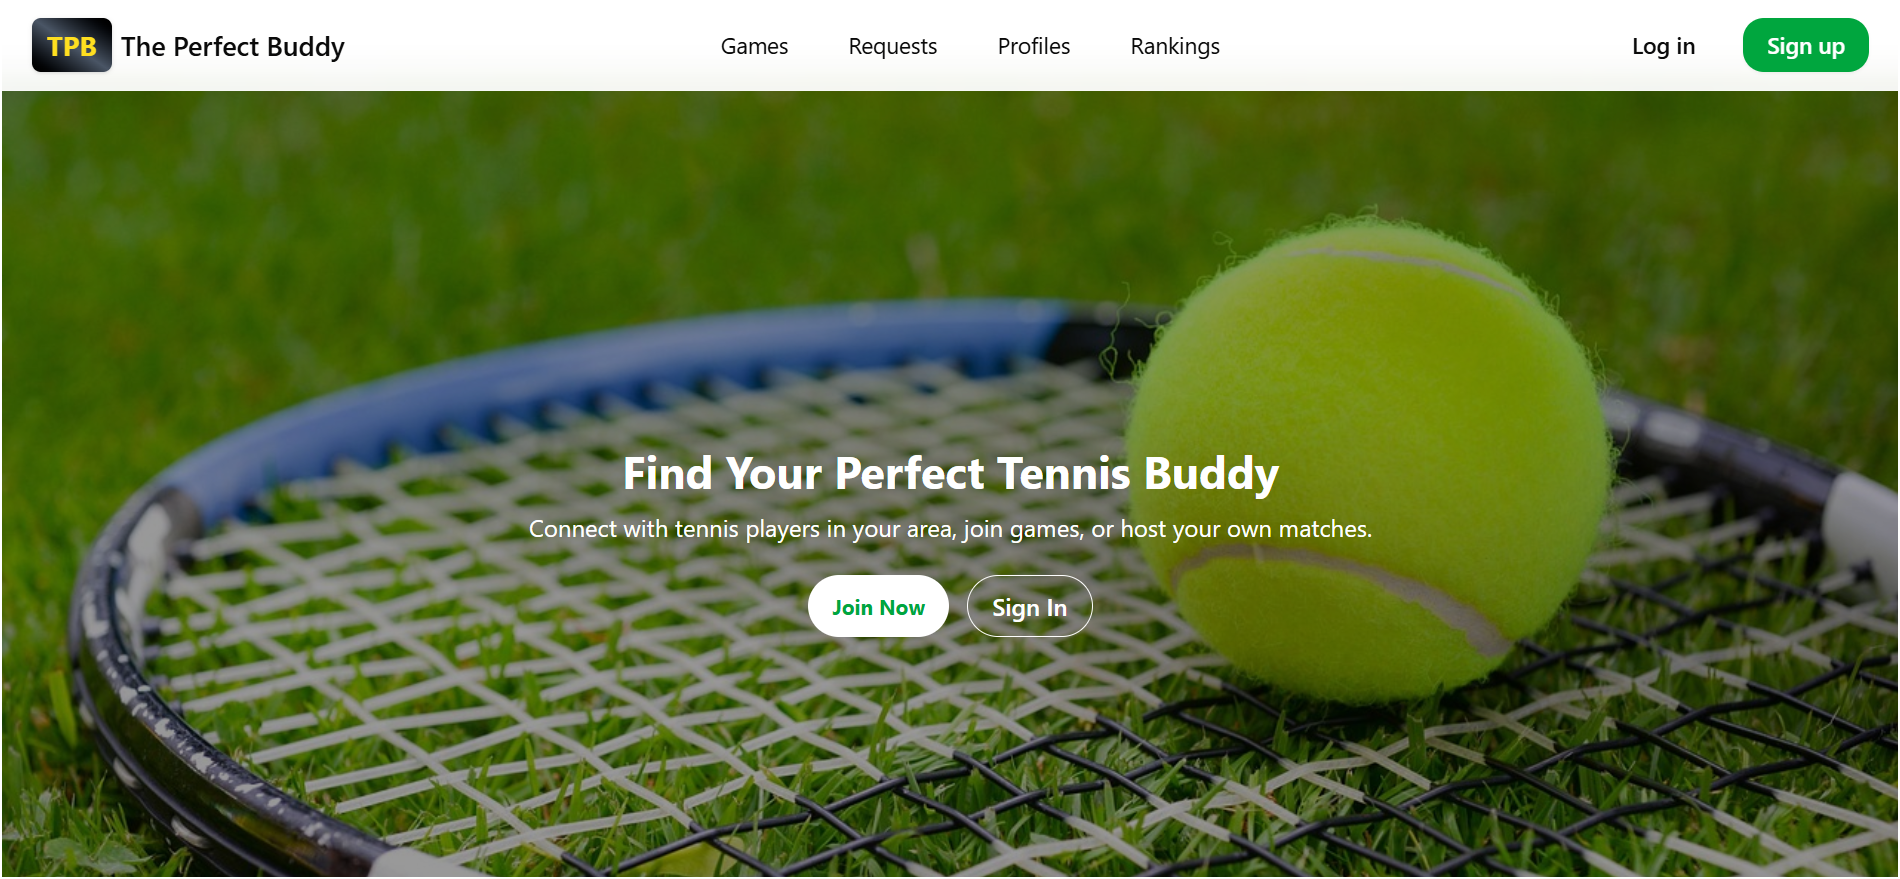 TPB The Perfect Buddy
Games Requests Profiles Rankings
Log in Sign up
Find Your Perfect Tennis Buddy
Connect with tennis players in your area, join games, or host your own matches.
Join Now Sign In